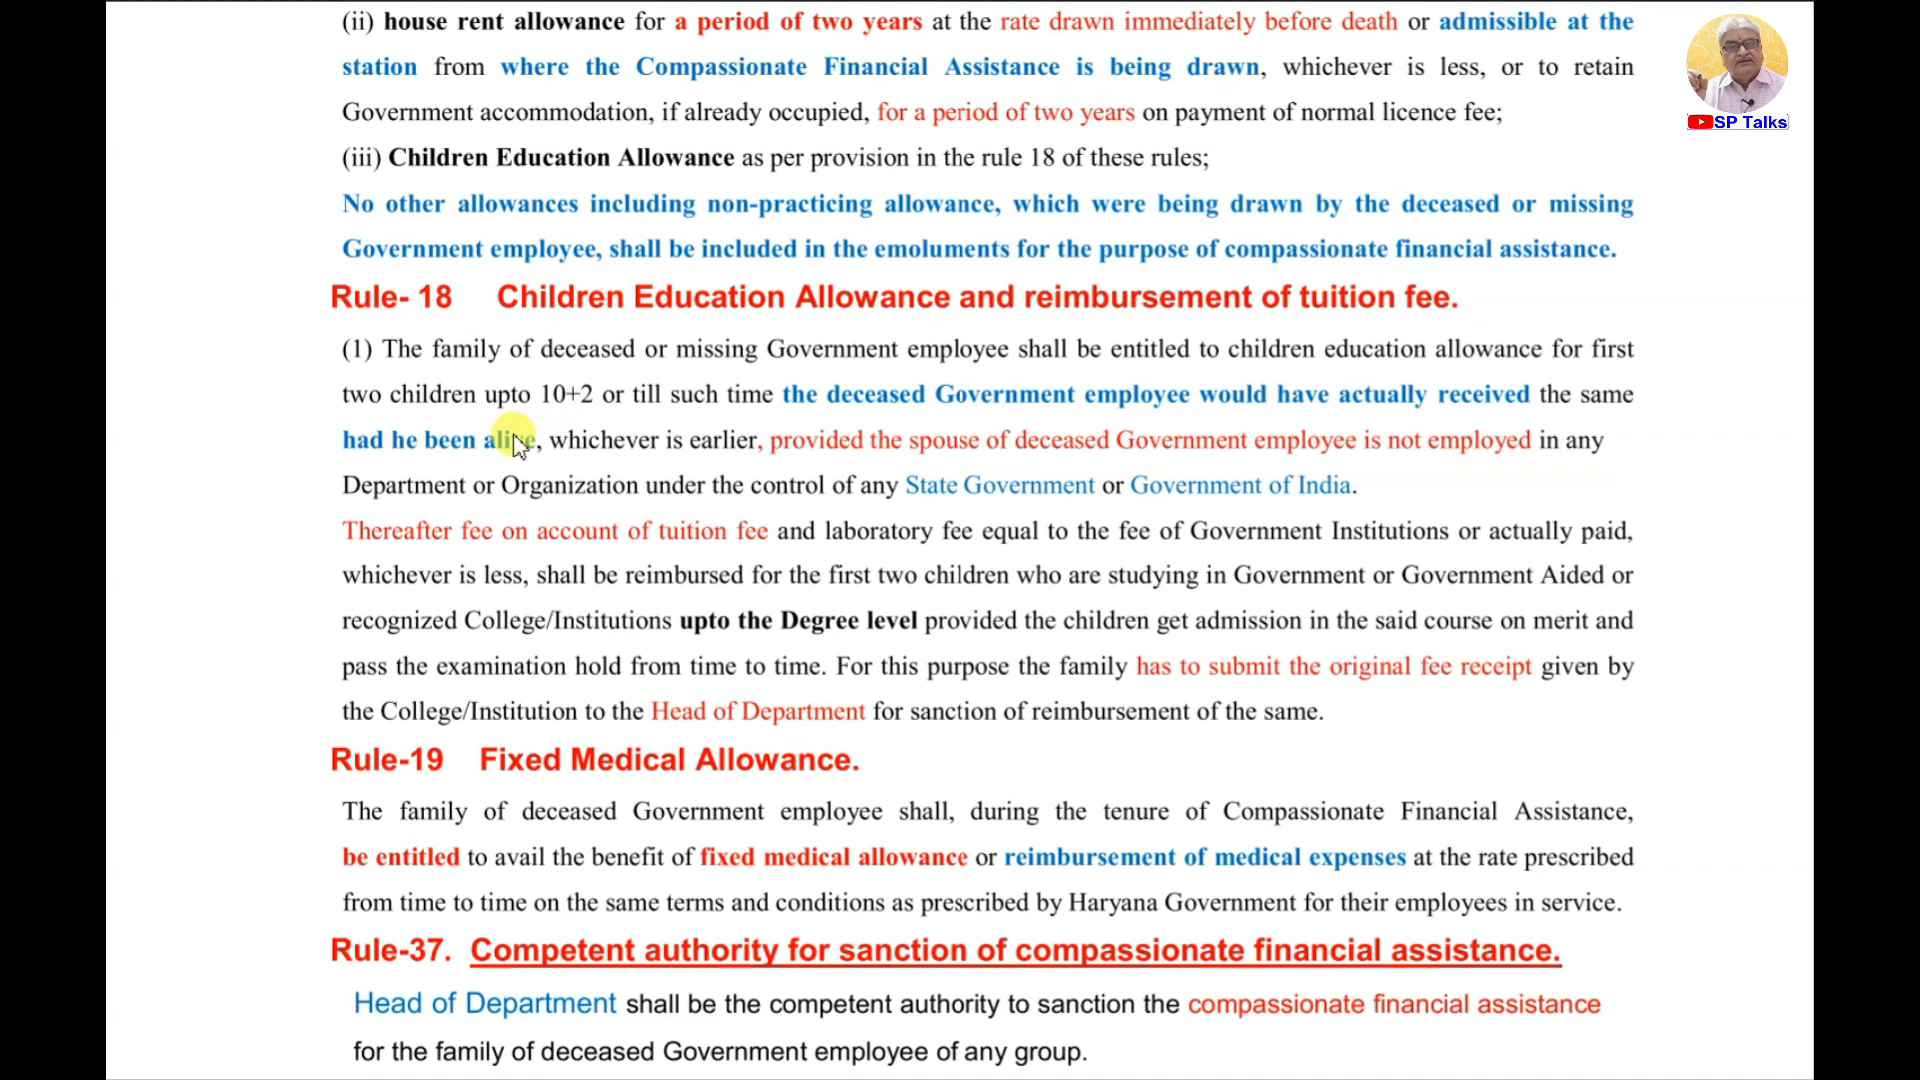 (ii) house rent allowance for a period of two years at the rate drawn immediately before death or admissible at the
station from where the Compassionate Financial Assistance is being drawn, whichever is less, or to retain
Government accommodation, if already occupied, for a period of two years on payment of normal licence fee;
(iii) Children Education Allowance as per provision in the rule 18 of these rules;
No other allowances including non-practicing allowance, which were being drawn by the deceased or missing
Government employee, shall be included in the emoluments for the purpose of compassionate financial assistance.
Rule- 18 Children Education Allowance and reimbursement of tuition fee.
(1) The family of deceased or missing Government employee shall be entitled to children education allowance for first
two children upto 10+2 or till such time the deceased Government employee would have actually received the same
had he been alive, whichever is earlier, provided the spouse of deceased Government employee is not employed in any
Department or Organization under the control of any State Government or Government of India.
Thereafter fee on account of tuition fee and laboratory fee equal to the fee of Government Institutions or actually paid,
whichever is less, shall be reimbursed for the first two children who are studying in Government or Government Aided or
recognized College/Institutions upto the Degree level provided the children get admission in the said course on merit and
pass the examination hold from time to time. For this purpose the family has to submit the original fee receipt given by
the College/Institution to the Head of Department for sanction of reimbursement of the same.
Rule-19 Fixed Medical Allowance.
The family of deceased Government employee shall, during the tenure of Compassionate Financial Assistance,
be entitled to avail the benefit of fixed medical allowance or reimbursement of medical expenses at the rate prescribed
from time to time on the same terms and conditions as prescribed by Haryana Government for their employees in service.
Rule-37. Competent authority for sanction of compassionate financial assistance.
Head of Department shall be the competent authority to sanction the compassionate financial assistance
for the family of deceased Government employee of any group.
SP Talks